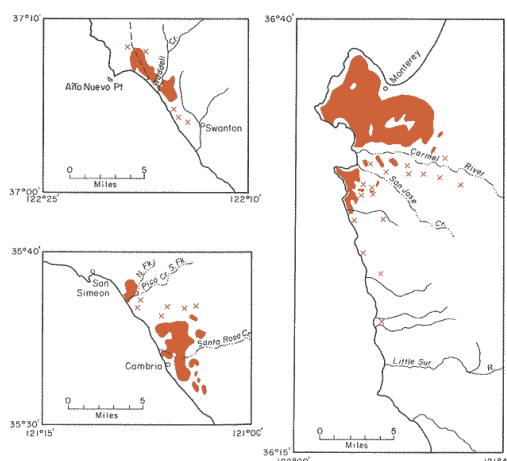 37°10'
Waddell
Cr.
Año Nuevo Pt.
Swanton
0 5
Miles
37°00'
122°25' 122°10'
35°40'
San
Simeon
N. Fk.
Pico Cr. S. Fk.
Santa Rosa Cr.
Cambria
0 5
Miles
35°30'
121°15' 121°00'
36°40'
Monterey
Carmel
River
San Jose
Cr.
Little Sur
R.
0 5
Miles
36°15'